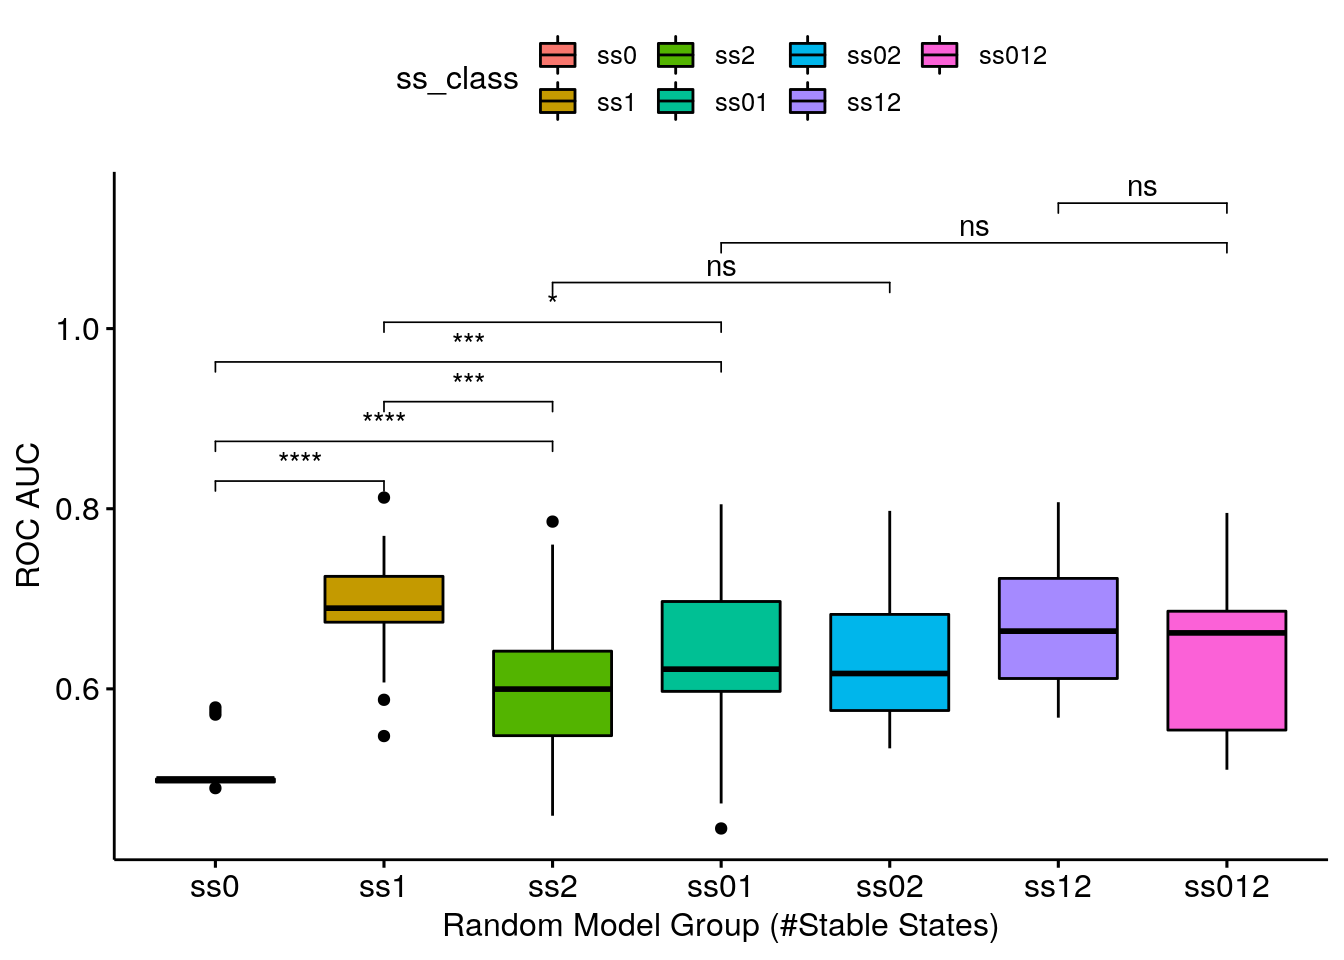 ss_class
ss0 ss2 ss02 ss012
ss1 ss01 ss12
ns
ns
ns
*
***
***
****
****
1.0
0.8
0.6
ROC AUC
ss0 ss1 ss2 ss01 ss02 ss12 ss012
Random Model Group (#Stable States)